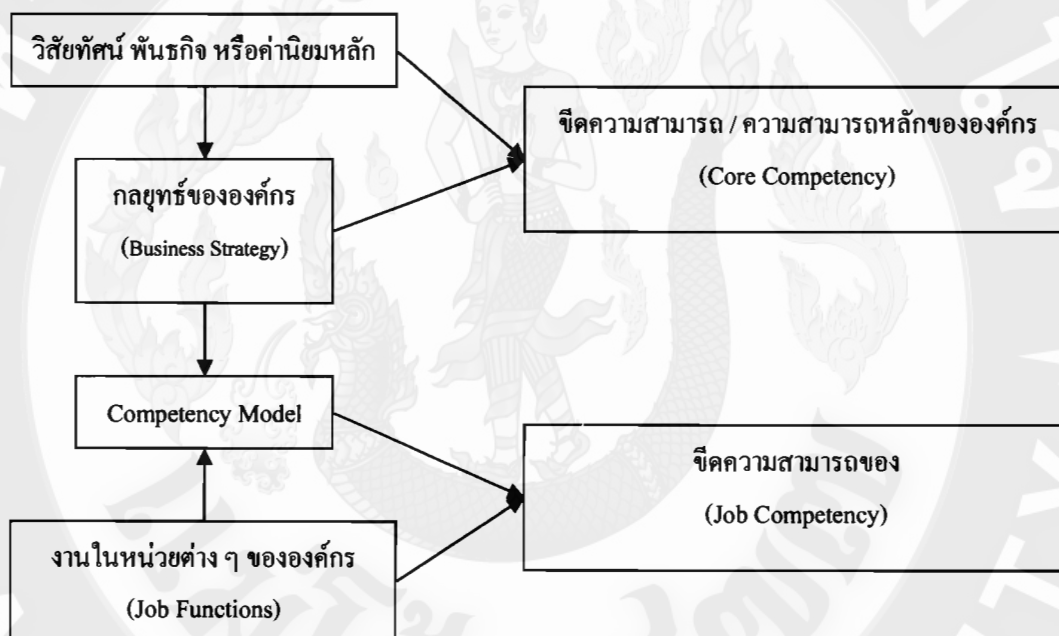 วิสัยทัศน์ พันธกิจ หรือค่านิยมหลัก
ขีดความสามารถ / ความสามารถหลักขององค์กร
(Core Competency)
กลยุทธ์ขององค์กร
(Business Strategy)
Competency Model
ขีดความสามารถของ
(Job Competency)
งานในหน่วยต่าง ๆ ขององค์กร
(Job Functions)